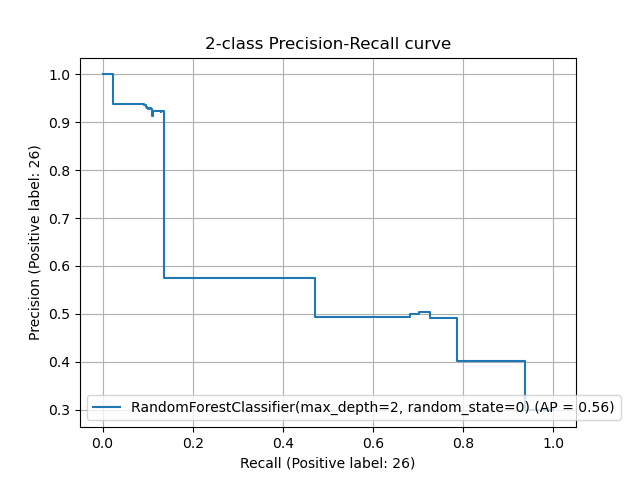 2-class Precision-Recall curve
Precision (Positive label: 26)
1.0
0.9
0.8
0.7
0.6
0.5
0.4
0.3
RandomForestClassifier(max_depth=2, random_state=0) (AP = 0.56)
0.0 0.2 0.4 0.6 0.8 1.0
Recall (Positive label: 26)